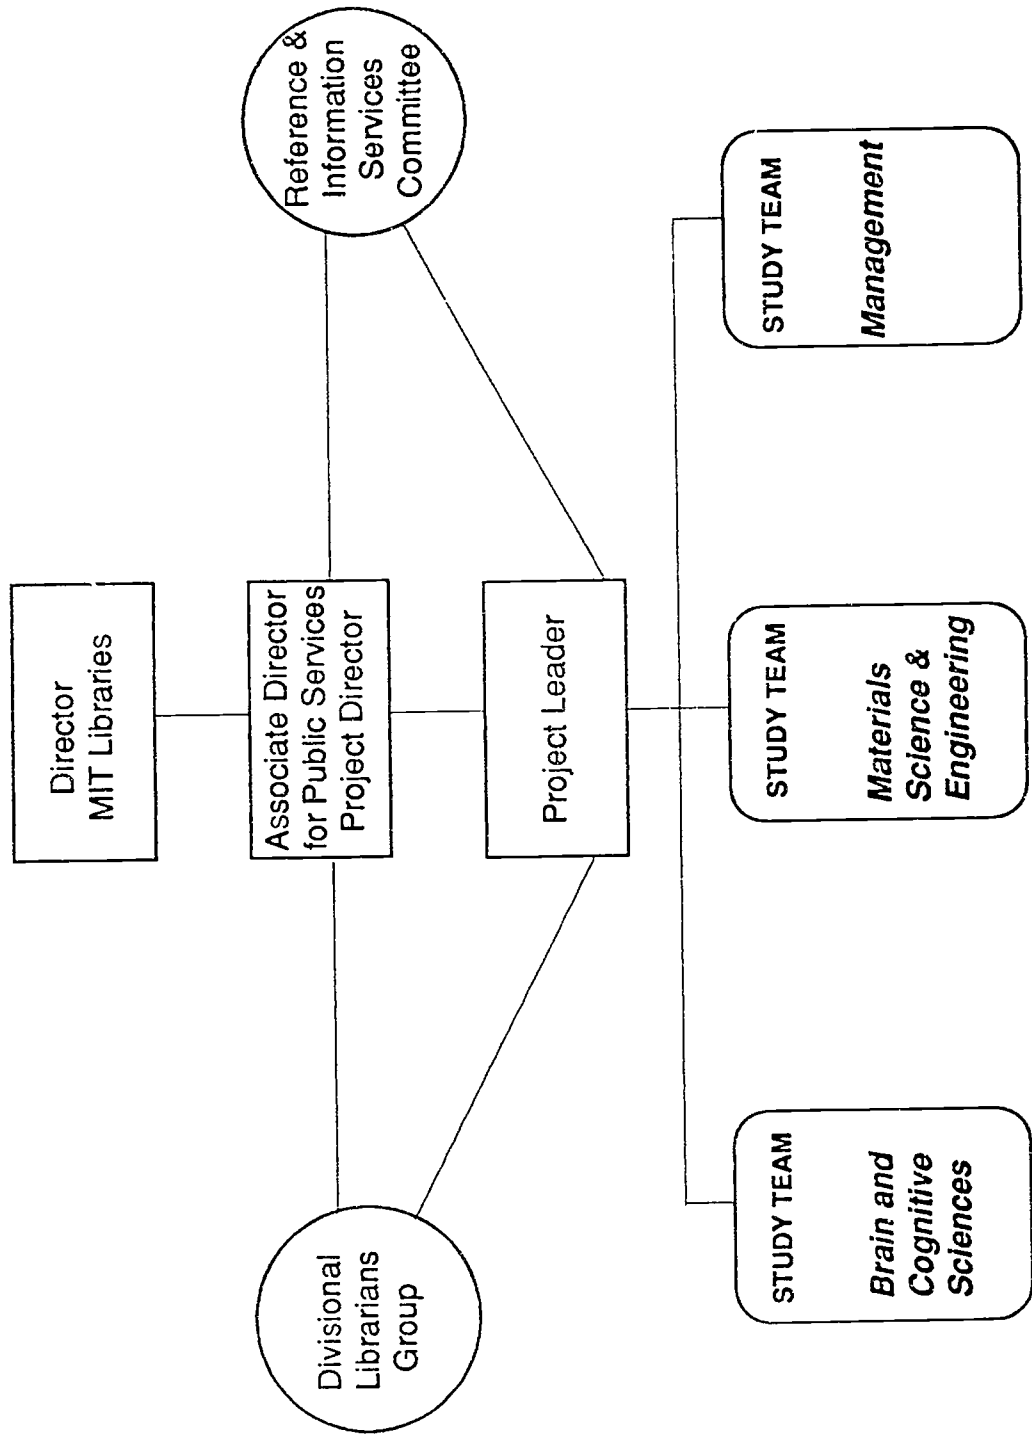 Director
MIT Libraries
Associate Director
for Public Services
Project Director
Divisional
Librarians
Group
Reference &
Information
Services
Committee
Project Leader
STUDY TEAM
Brain and
Cognitive
Sciences
STUDY TEAM
Materials
Science &
Engineering
STUDY TEAM
Management